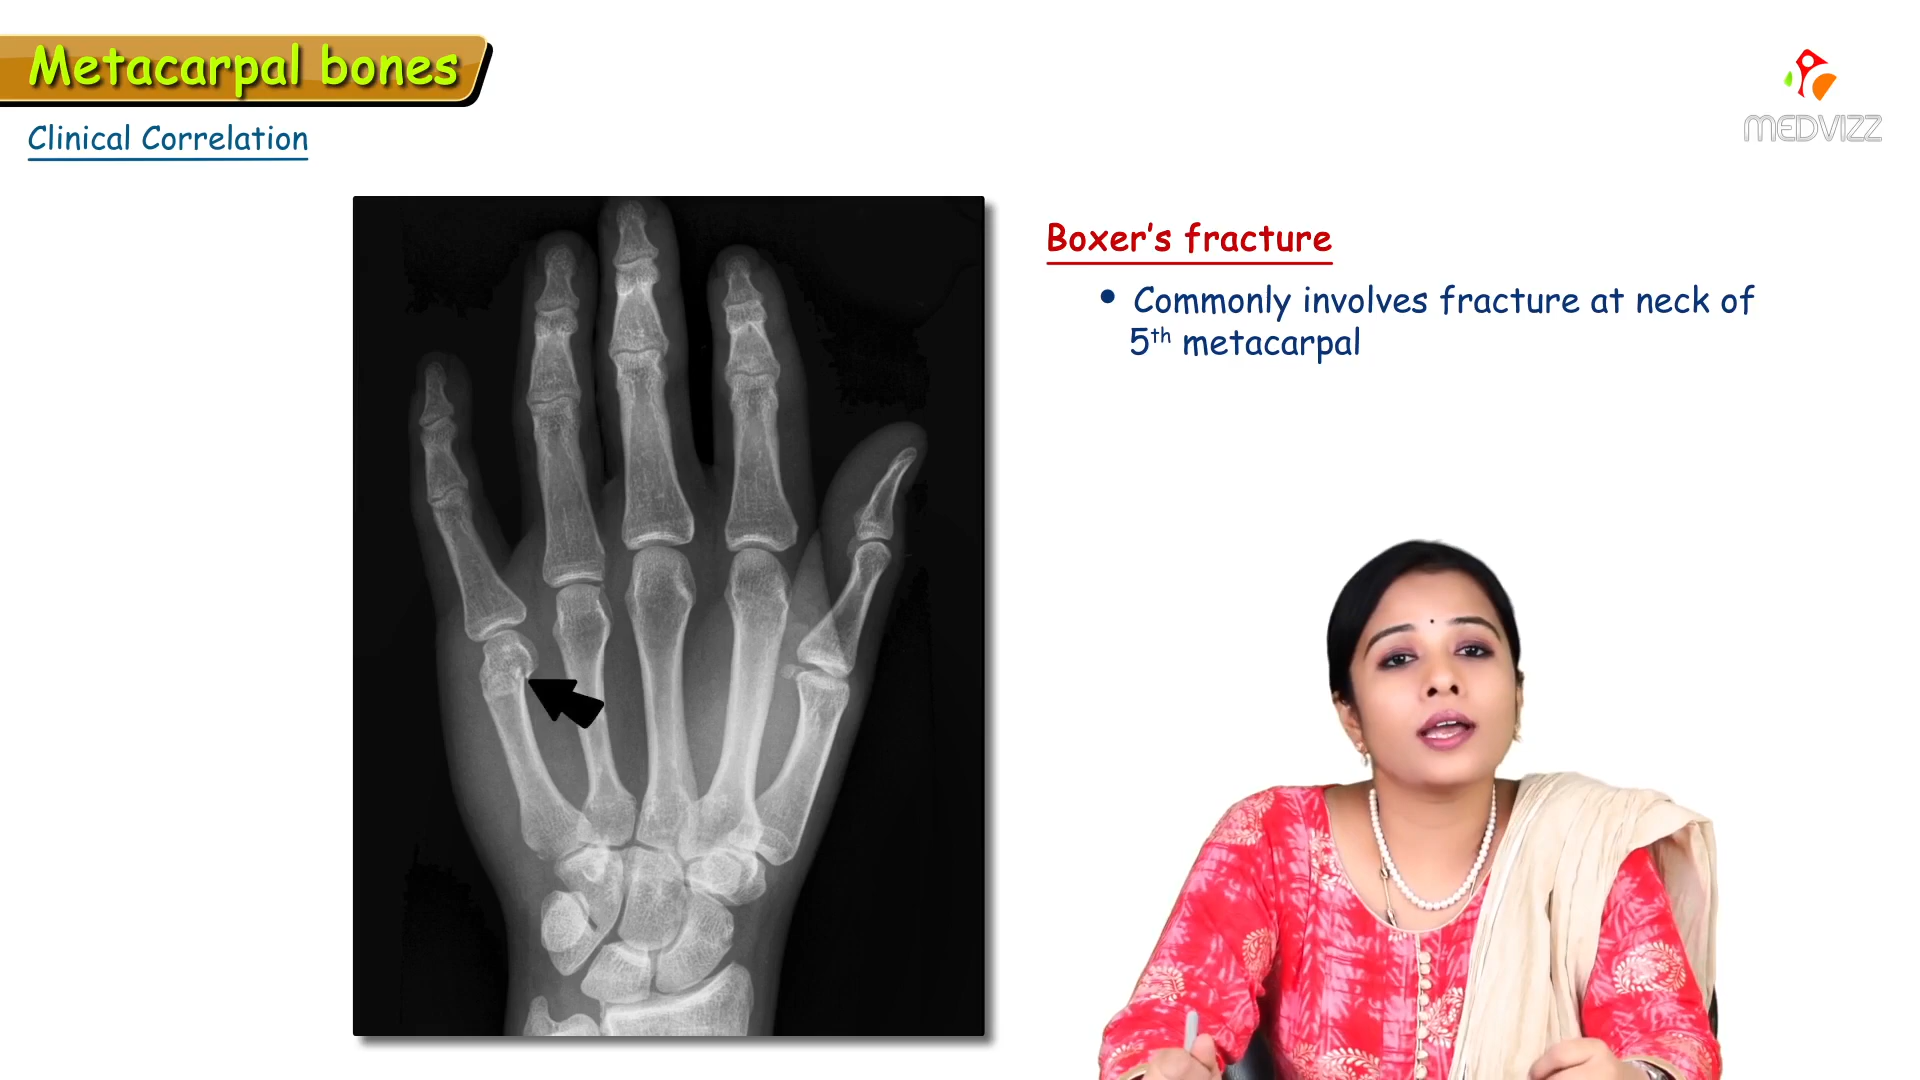 Metacarpal bones
Clinical Correlation
MEDVIZZ
Boxer's fracture
• Commonly involves fracture at neck of
5th metacarpal